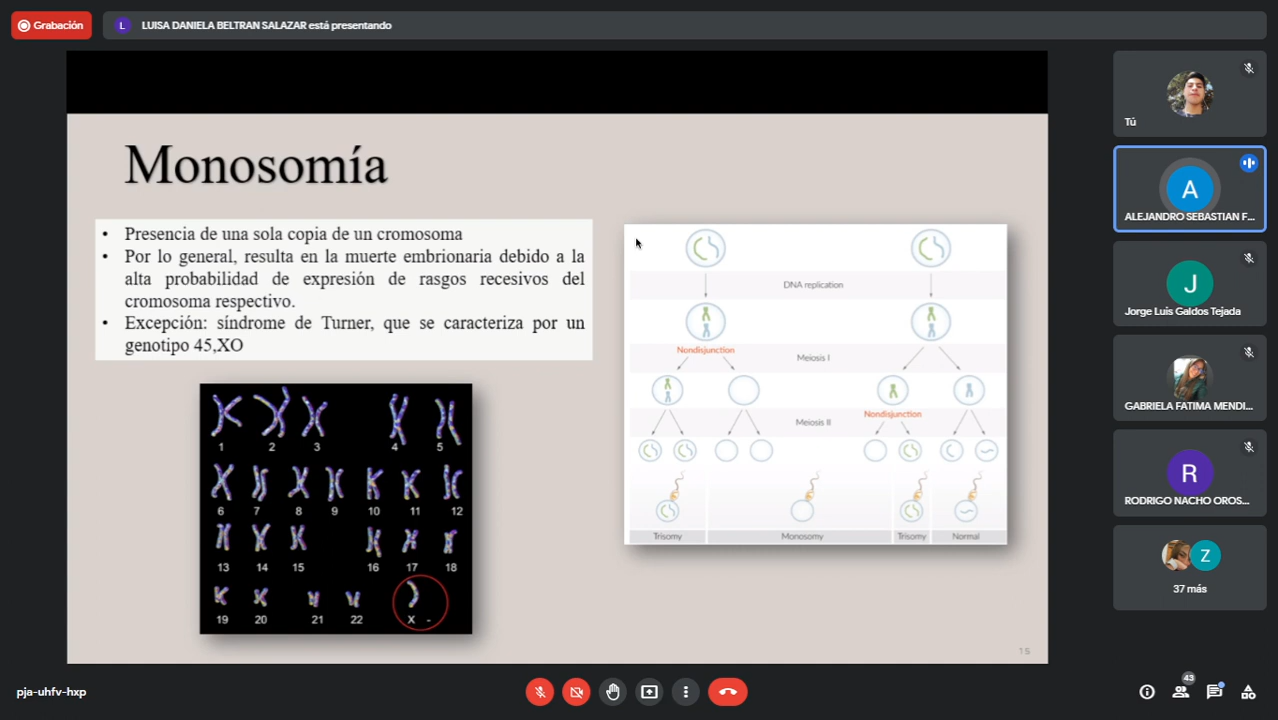 Grabación
L
LUISA DANIELA BELTRAN SALAZAR está presentando
Monosomía
• Presencia de una sola copia de un cromosoma
• Por lo general, resulta en la muerte embrionaria debido a la
alta probabilidad de expresión de rasgos recesivos del
cromosoma respectivo.
• Excepción: síndrome de Turner, que se caracteriza por un
genotipo 45,XO
1 2 3 4 5
6 7 8 9 10 11 12
13 14 15 16 17 18
19 20 21 22 X -
DNA replication
Nondisjunction
Meiosis I
Nondisjunction
Meiosis II
Trisomy Monosomy Trisomy Normal
15
Tú
A
ALEJANDRO SEBASTIAN F...
J
Jorge Luis Galdos Tejada
GABRIELA FATIMA MENDI...
R
RODRIGO NACHO OROS...
Z
37 más
pja-uhfv-hxp
43